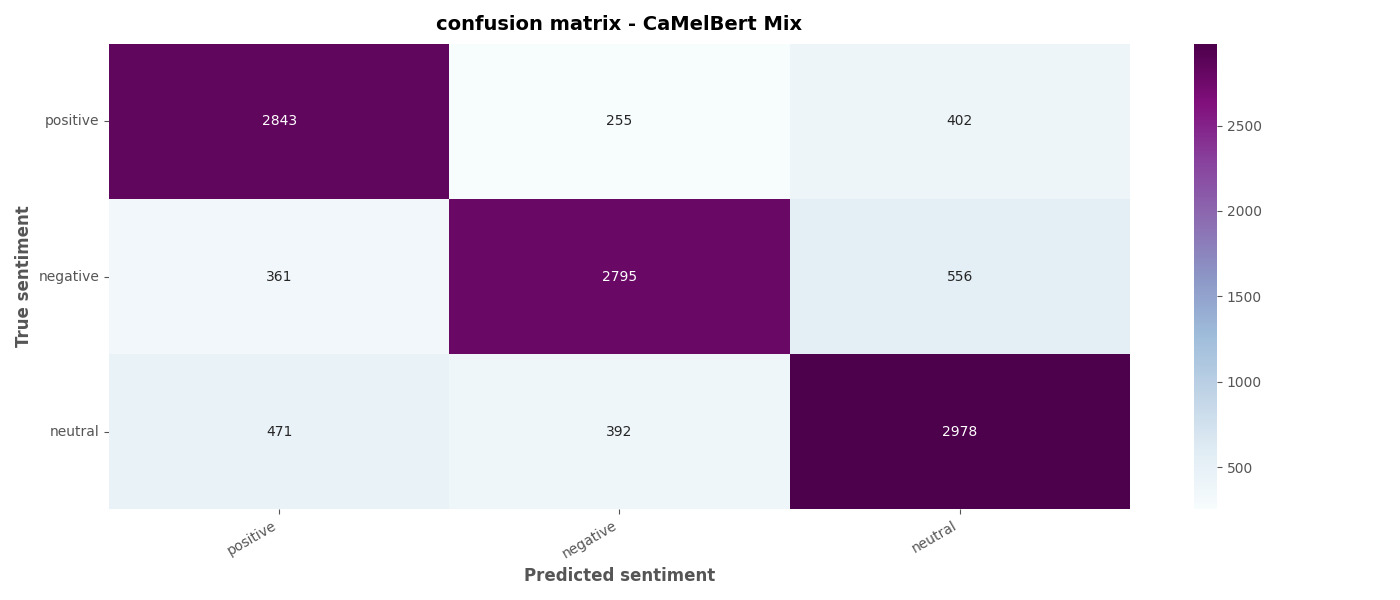 confusion matrix - CaMelBert Mix
True sentiment
positive
2843
255
402
negative
361
2795
556
neutral
471
392
2978
positive
negative
neutral
Predicted sentiment
2500
2000
1500
1000
500